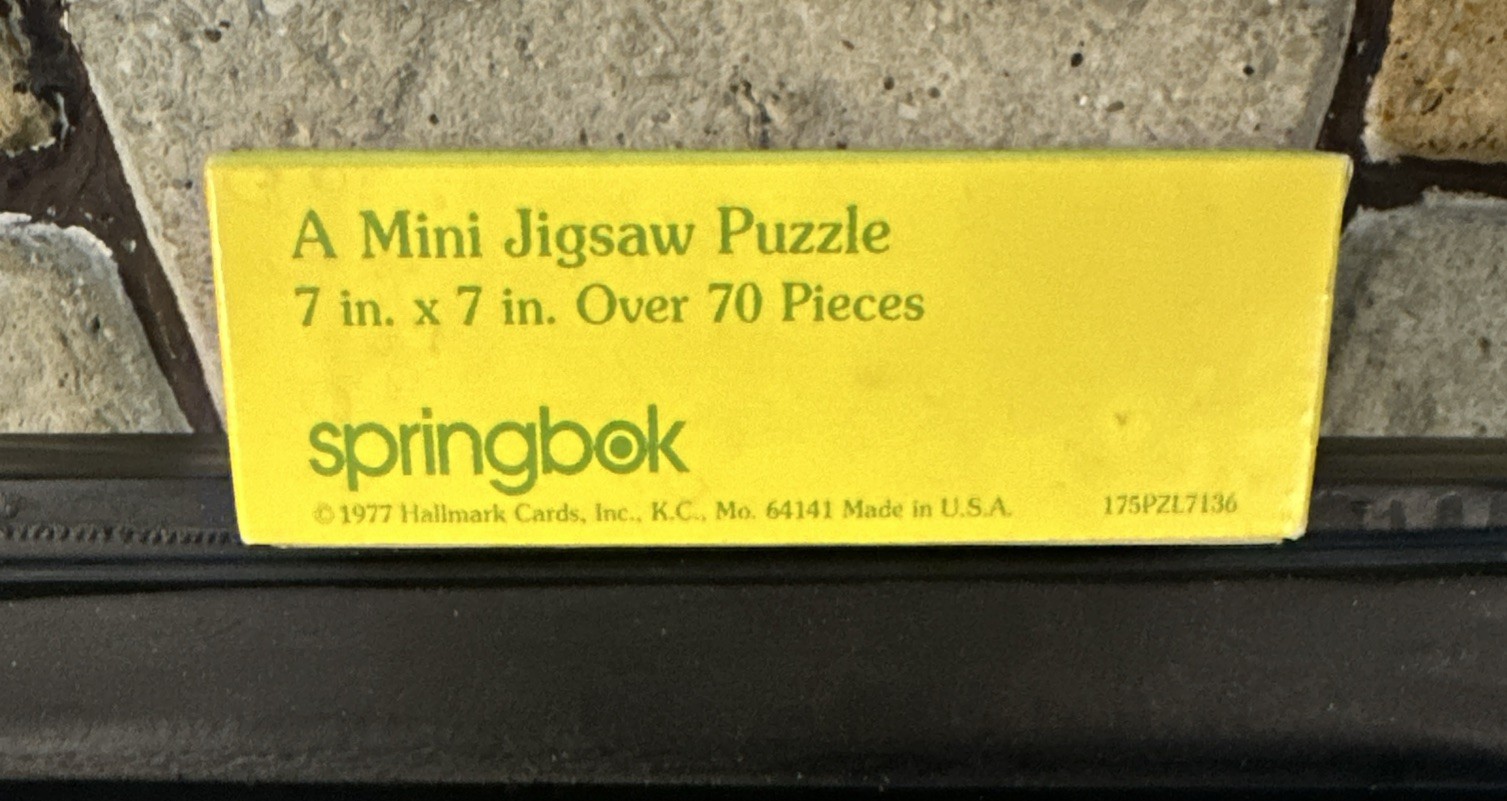 A Mini Jigsaw Puzzle
7 in. x 7 in. Over 70 Pieces
springbok
© 1977 Hallmark Cards, Inc., K.C., Mo. 64141 Made in U.S.A. 175PZL7136